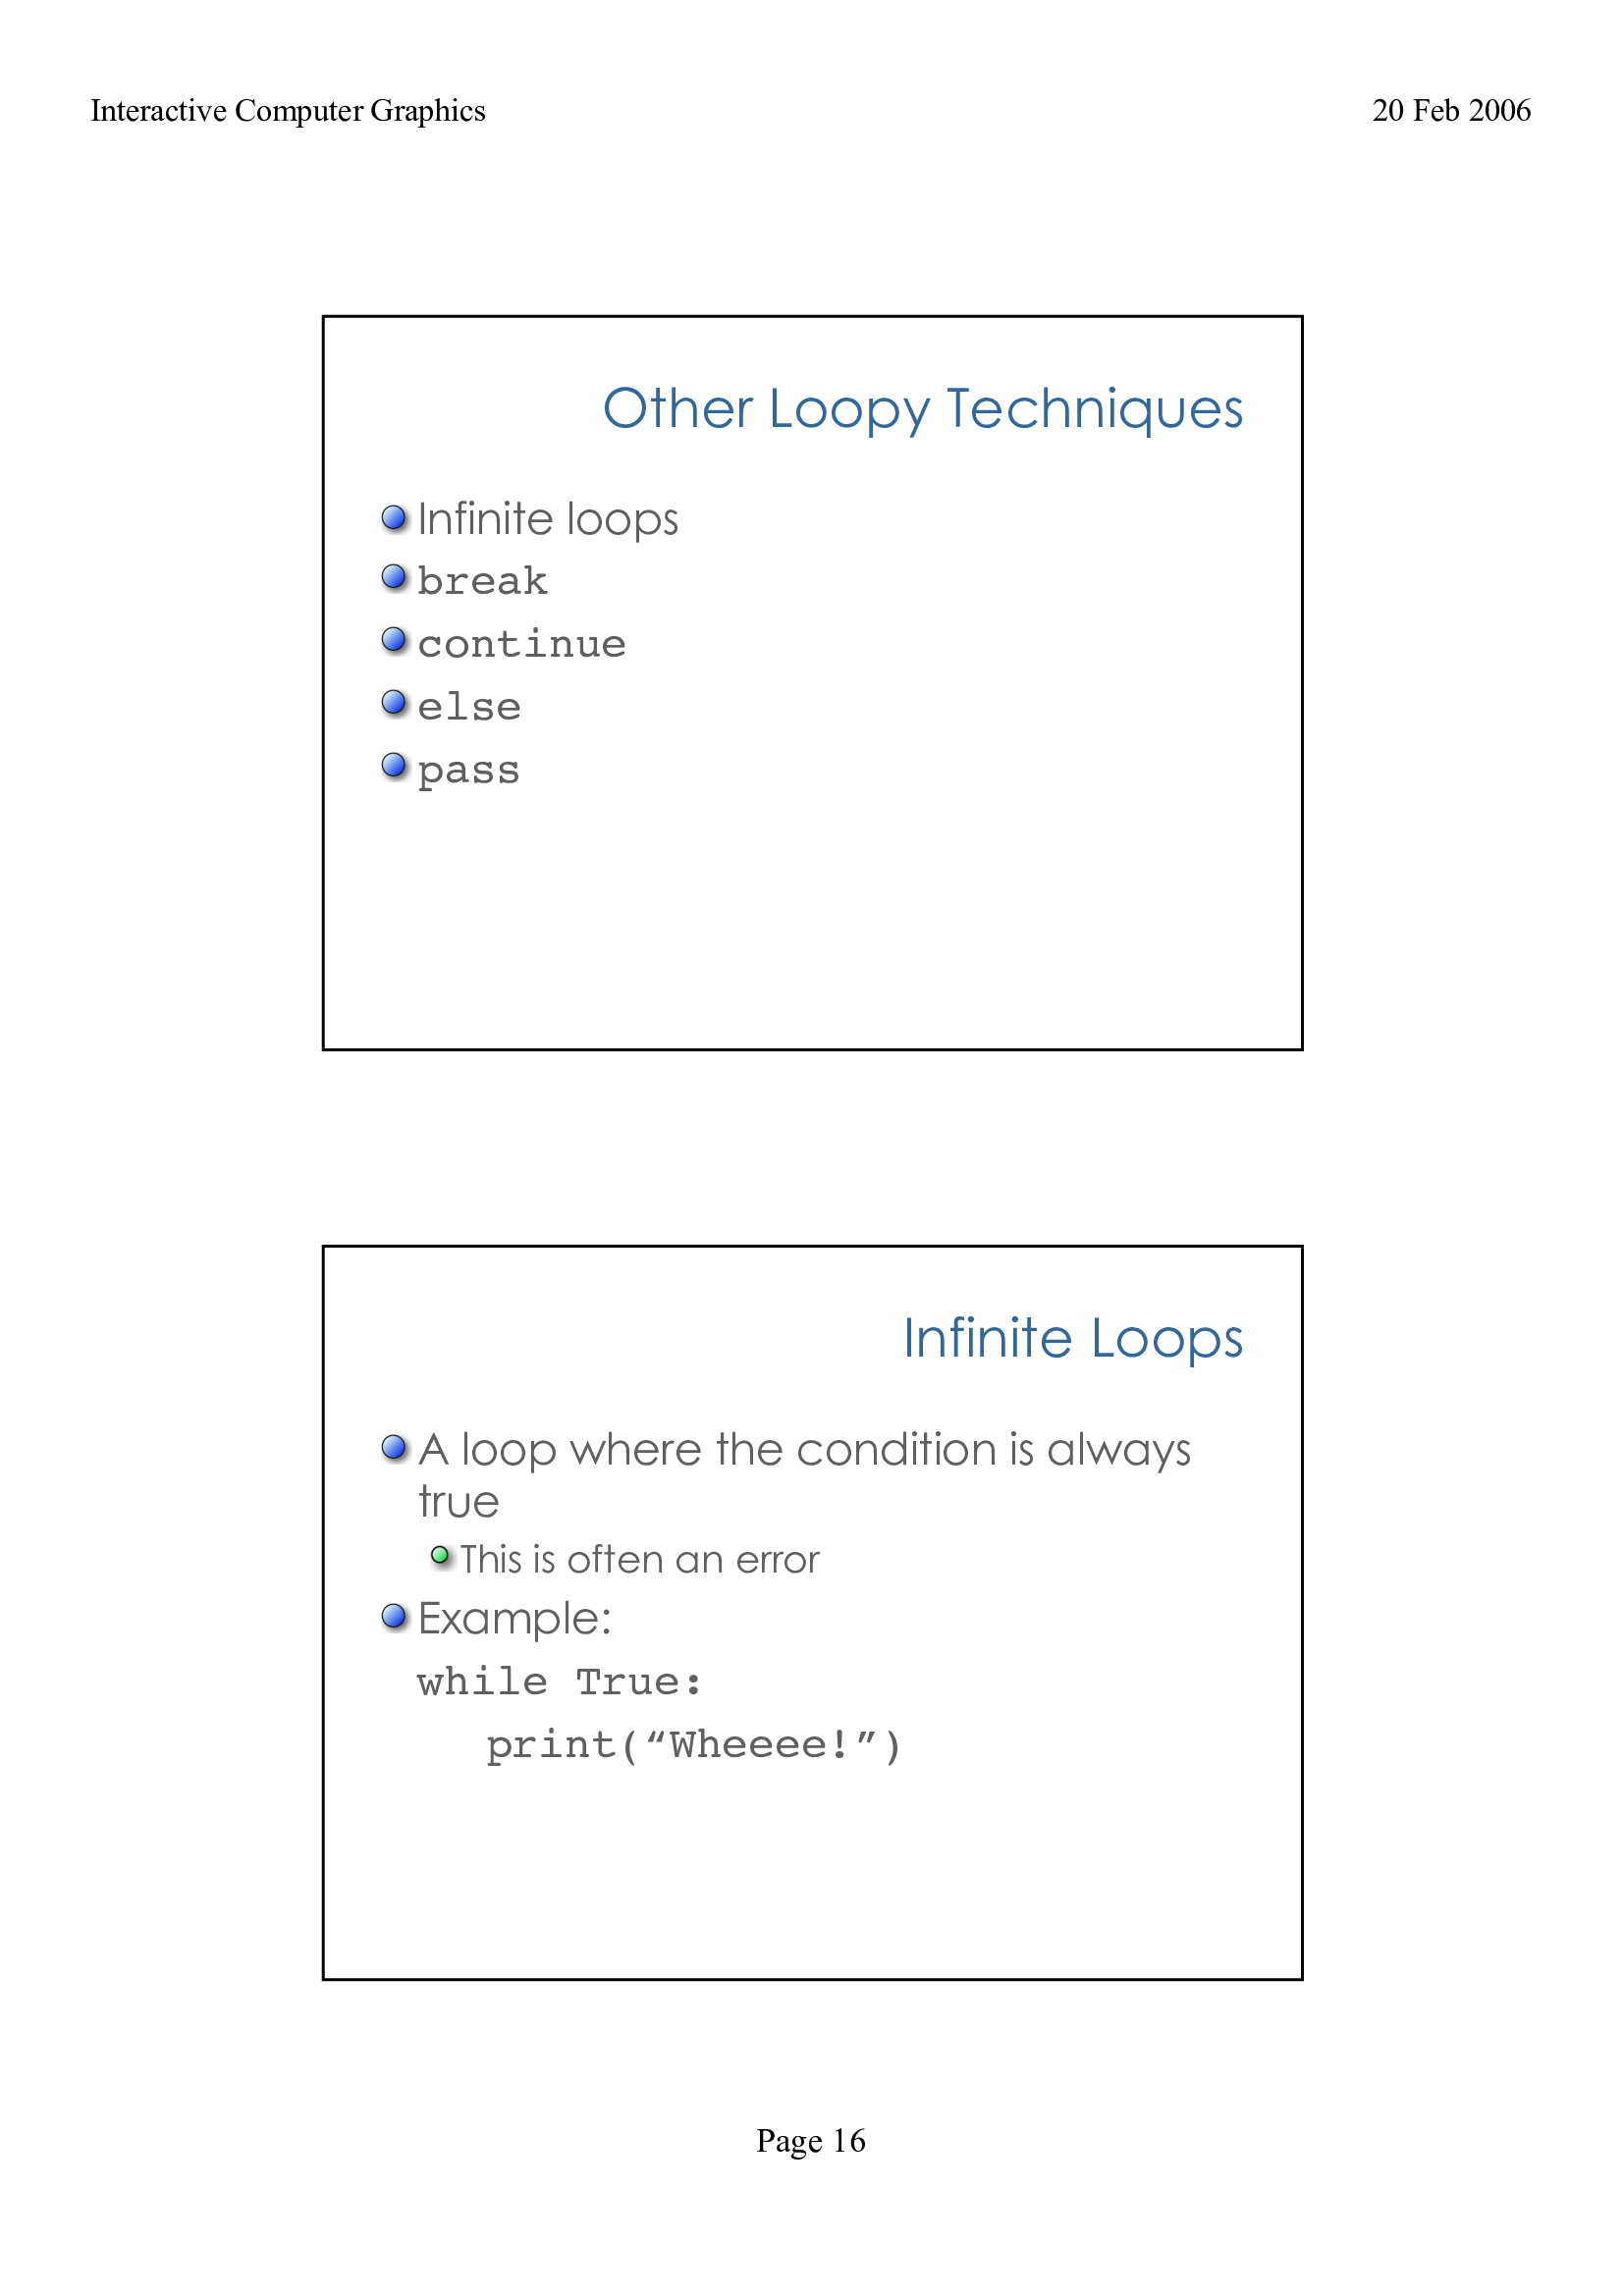 Interactive Computer Graphics
20 Feb 2006
Other Loopy Techniques
Infinite loops
break
continue
else
pass
Infinite Loops
A loop where the condition is always
true
This is often an error
Example:
while True:
print(“Wheeee!”)
Page 16